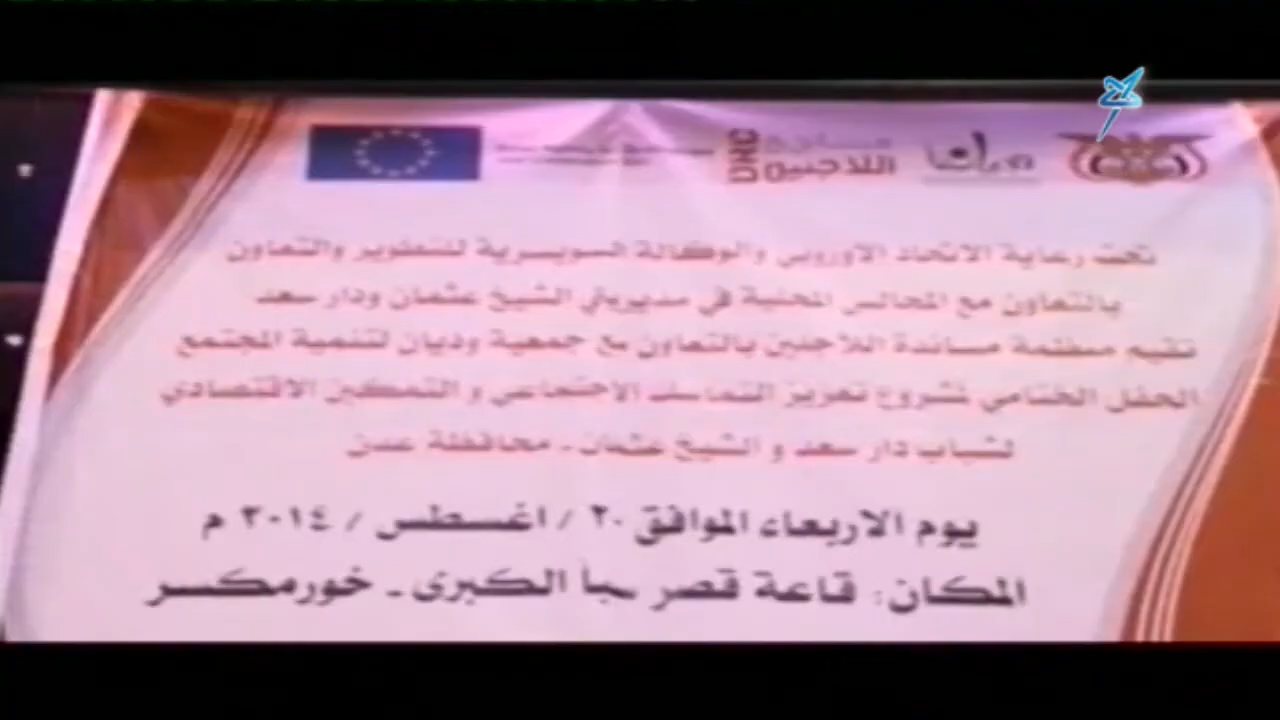 DRC
مساندة
اللاجئين
وديان
تحت رعاية الاتحاد الاوروبي والوكالة السويسرية للتطوير والتعاون
بالتعاون مع المجالس المحلية في مديريتي الشيخ عثمان ودار سعد
تقيم منظمة مساندة اللاجئين بالتعاون مع جمعية وديان لتنمية المجتمع
الحفل الختامي لمشروع تعزيز التماسك الاجتماعي و التمكين الاقتصادي
لشباب دار سعد و الشيخ عثمان - محافظة عدن
يوم الاربعاء الموافق ٢٠ / اغسطس / ٢٠١٤ م
المكان: قاعة قصر سبأ الكبرى - خورمكسر